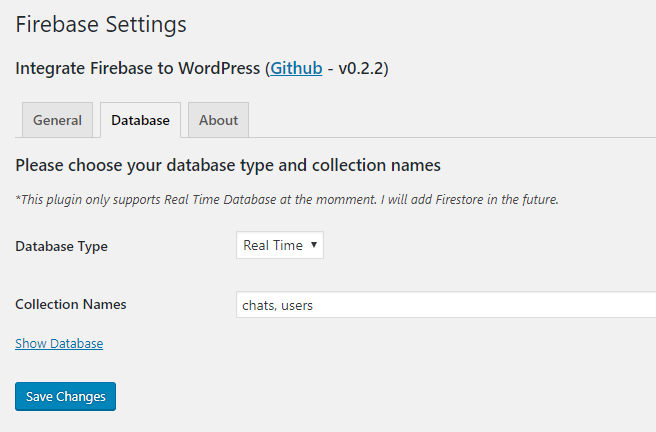 Firebase Settings
Integrate Firebase to WordPress (Github - v0.2.2)
General Database About
Please choose your database type and collection names
*This plugin only supports Real Time Database at the momment. I will add Firestore in the future.
Database Type Real Time
Collection Names chats, users
Show Database
Save Changes